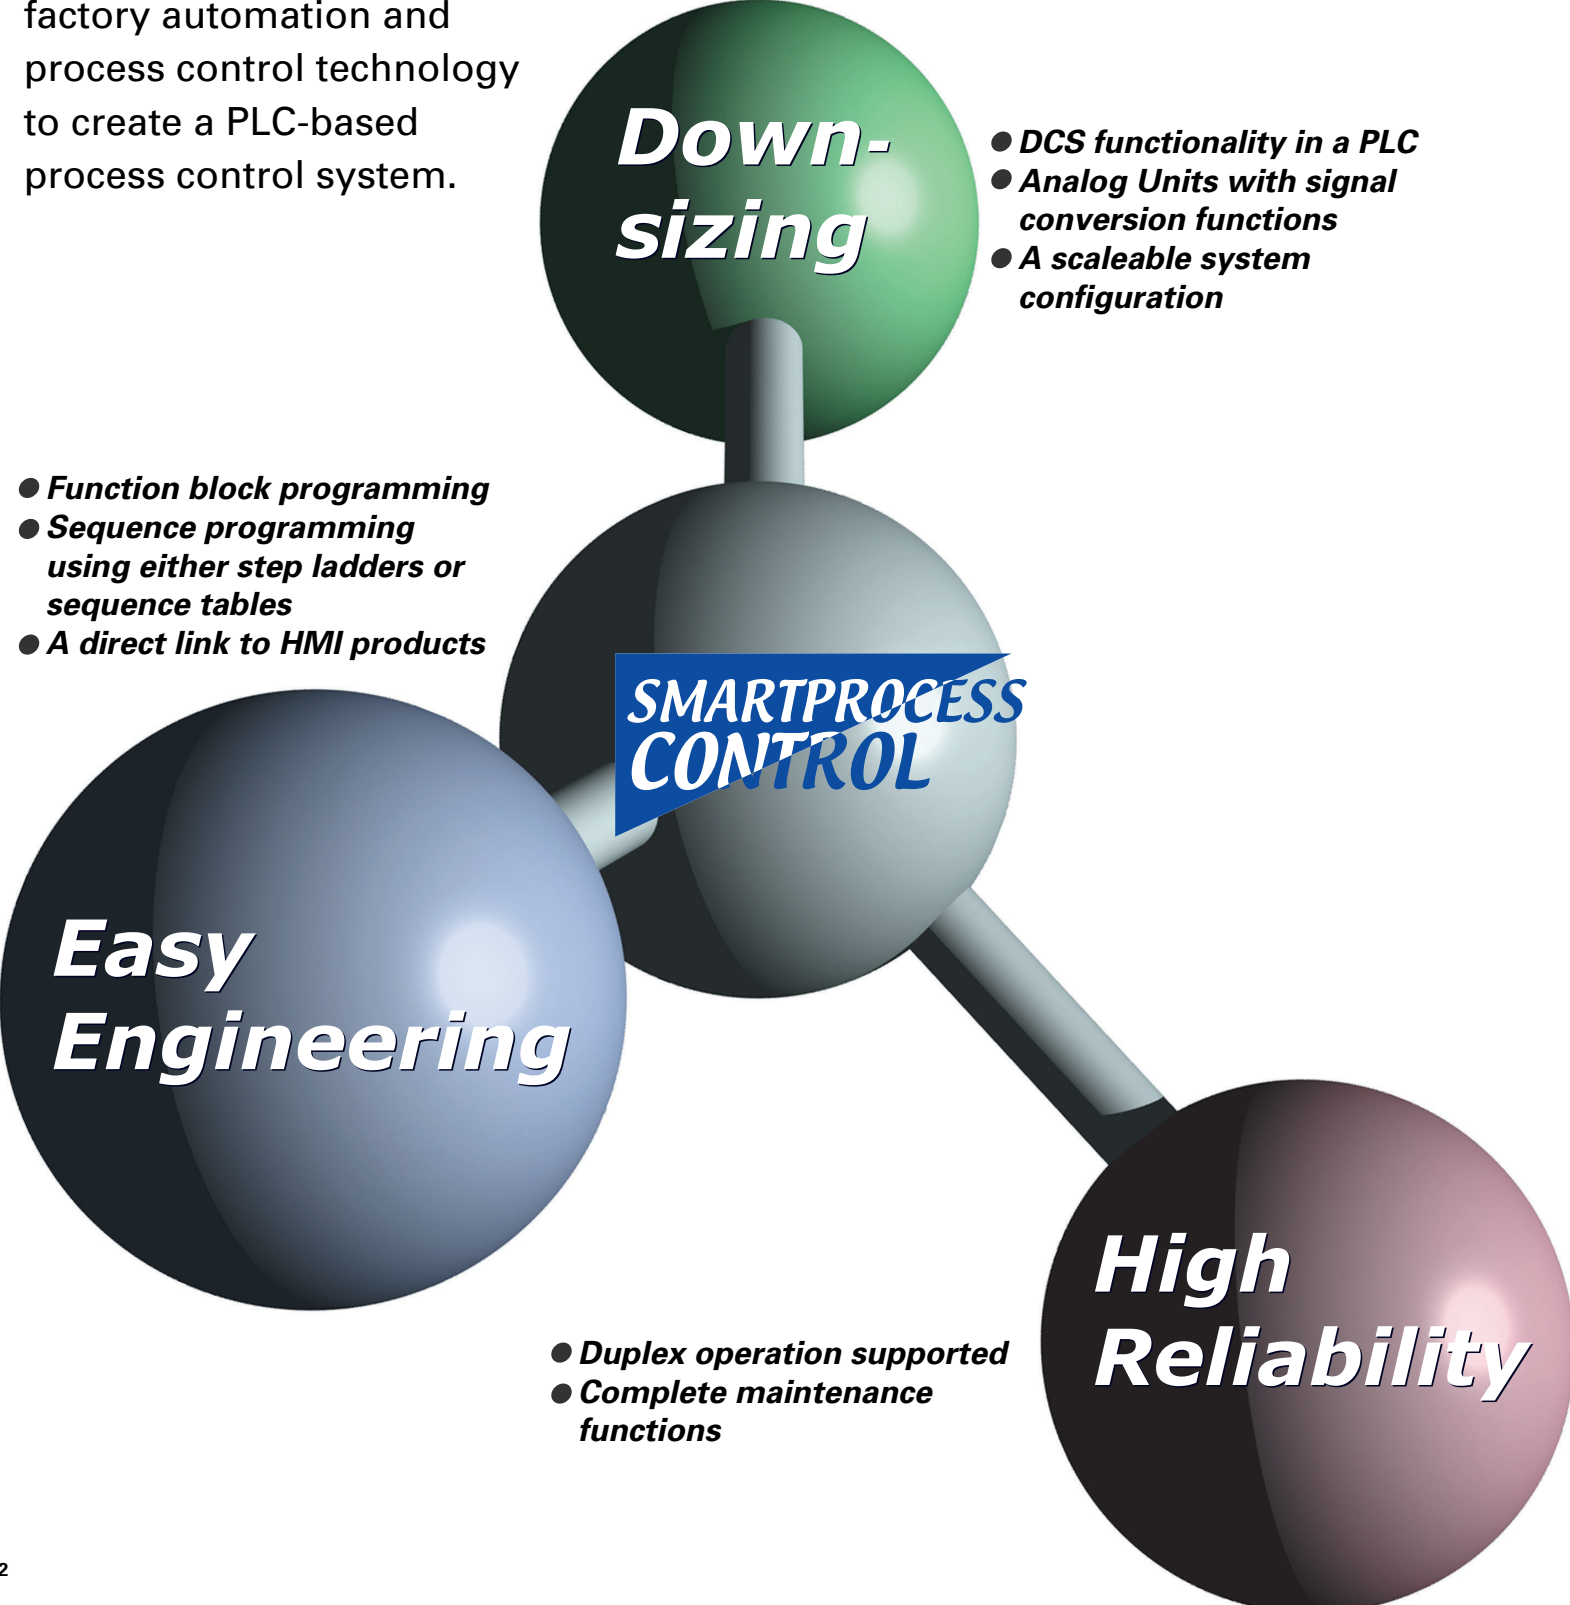 factory automation and
process control technology
to create a PLC-based
process control system.
Down-
sizing
● DCS functionality in a PLC
● Analog Units with signal
conversion functions
● A scaleable system
configuration
● Function block programming
● Sequence programming
using either step ladders or
sequence tables
● A direct link to HMI products
SMARTPROCESS
CONTROL
Easy
Engineering
High
Reliability
● Duplex operation supported
● Complete maintenance
functions
2